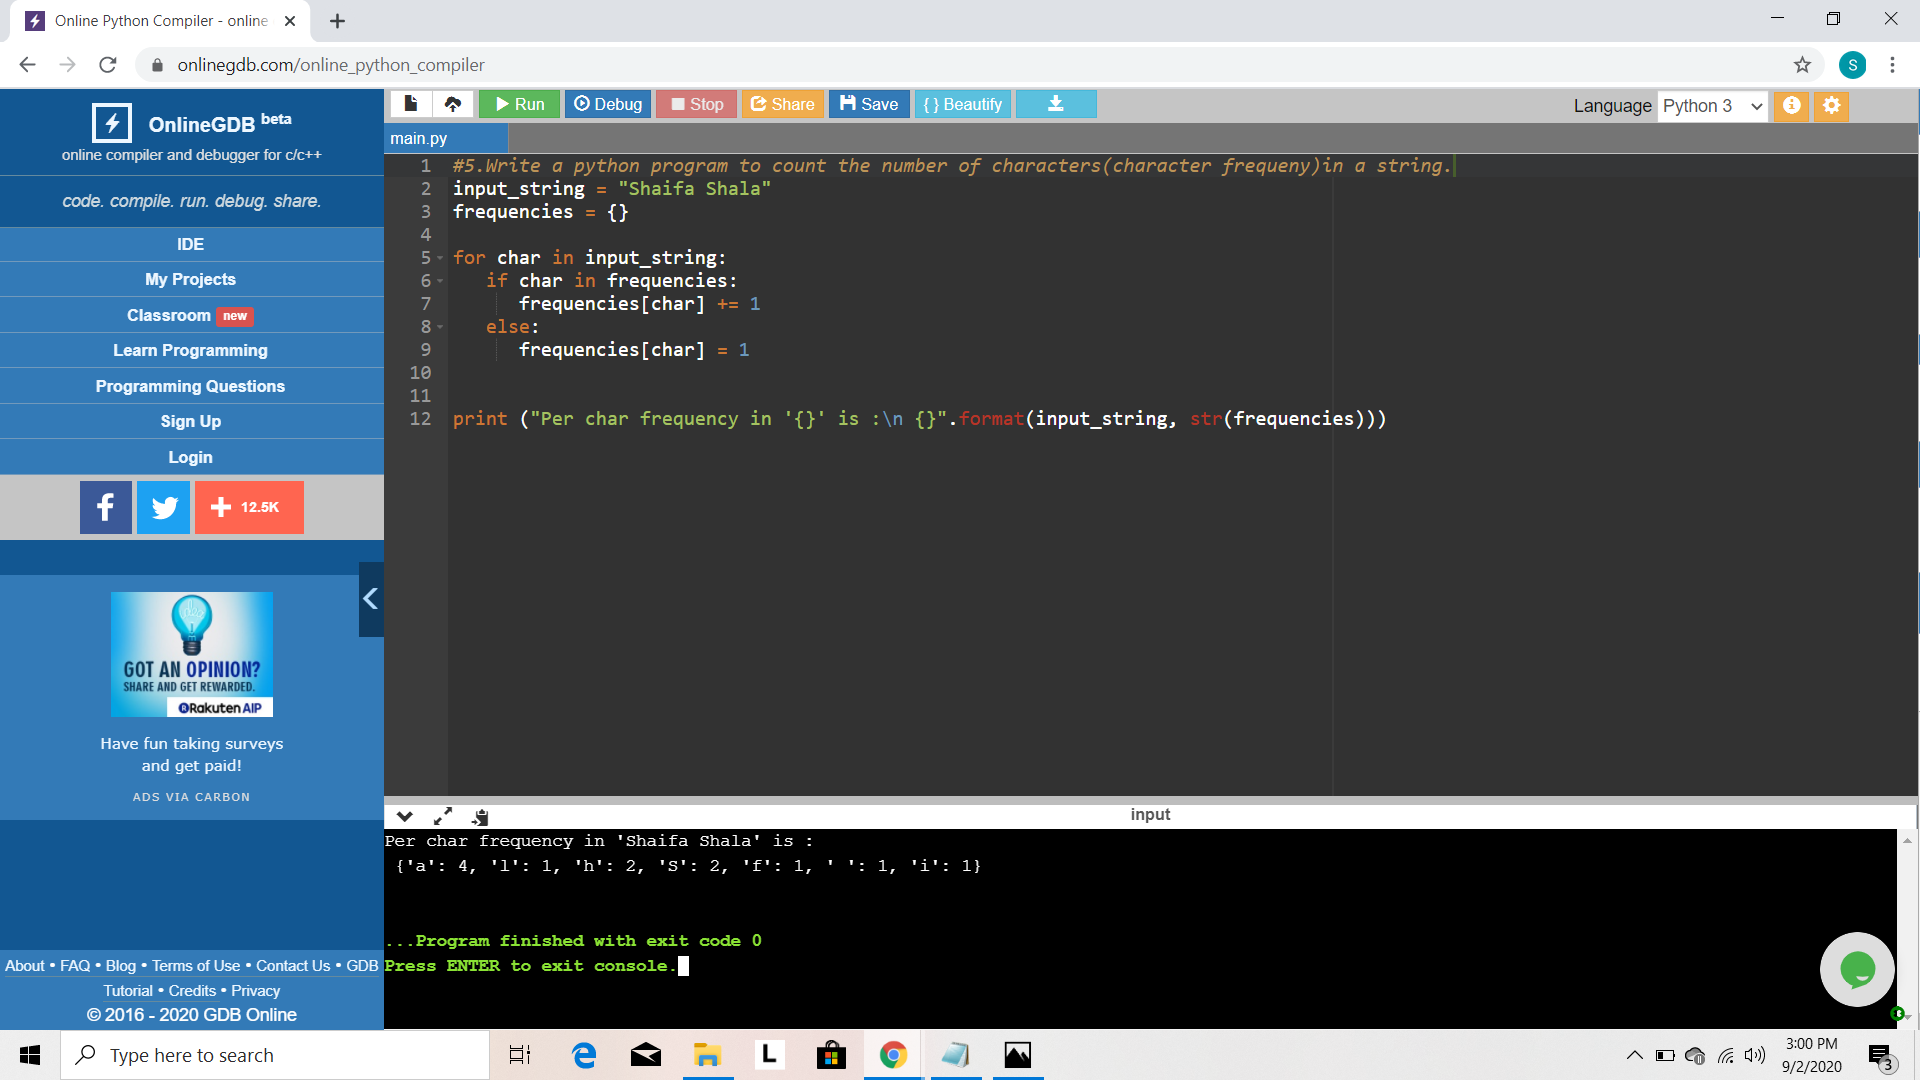 Online Python Compiler - online
onlinegdb.com/online_python_compiler
S
OnlineGDB beta
online compiler and debugger for c/c++
code. compile. run. debug. share.
IDE
My Projects
Classroom new
Learn Programming
Programming Questions
Sign Up
Login
12.5K
GOT AN OPINION?
SHARE AND GET REWARDED.
Rakuten AIP
Have fun taking surveys
and get paid!
ADS VIA CARBON
About • FAQ • Blog • Terms of Use • Contact Us • GDB
Tutorial • Credits • Privacy
© 2016 - 2020 GDB Online
Run Debug Stop Share Save {} Beautify
Language Python 3
main.py
1 #5.Write a python program to count the number of characters(character frequeny)in a string.
2 input_string = "Shaifa Shala"
3 frequencies = {}
4
5 for char in input_string:
6 if char in frequencies:
7 frequencies[char] += 1
8 else:
9 frequencies[char] = 1
10
11
12 print ("Per char frequency in '{}' is :\n {}".format(input_string, str(frequencies)))
input
Per char frequency in 'Shaifa Shala' is :
{'a': 4, 'l': 1, 'h': 2, 'S': 2, 'f': 1, ' ': 1, 'i': 1}
...Program finished with exit code 0
Press ENTER to exit console.
Type here to search
L
3:00 PM
9/2/2020
3